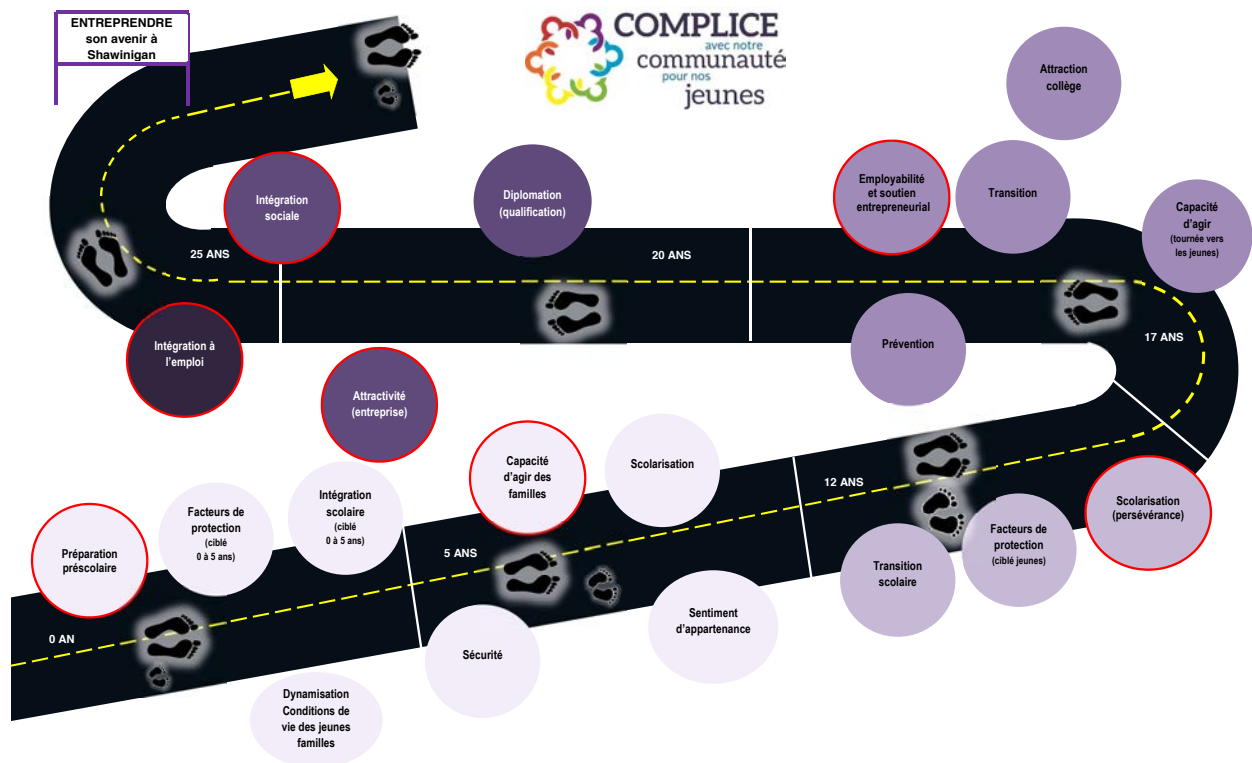 ENTREPRENDRE
son avenir à
Shawinigan
COMPLICE
avec notre
communauté
pour nos
jeunes
Attraction
collège
Intégration
sociale
Diplomation
(qualification)
Employabilité
et soutien
entrepreneurial
Transition
Capacité
d'agir
(tournée vers
les jeunes)
25 ANS
20 ANS
17 ANS
Intégration à
l'emploi
Attractivité
(entreprise)
Prévention
Capacité
d'agir des
familles
Scolarisation
12 ANS
Scolarisation
(persévérance)
Préparation
préscolaire
Facteurs de
protection
(ciblé
0 à 5 ans)
Intégration
scolaire
(ciblé
0 à 5 ans)
5 ANS
Transition
scolaire
Facteurs de
protection
(ciblé jeunes)
0 AN
Sécurité
Sentiment
d'appartenance
Dynamisation
Conditions de
vie des jeunes
familles